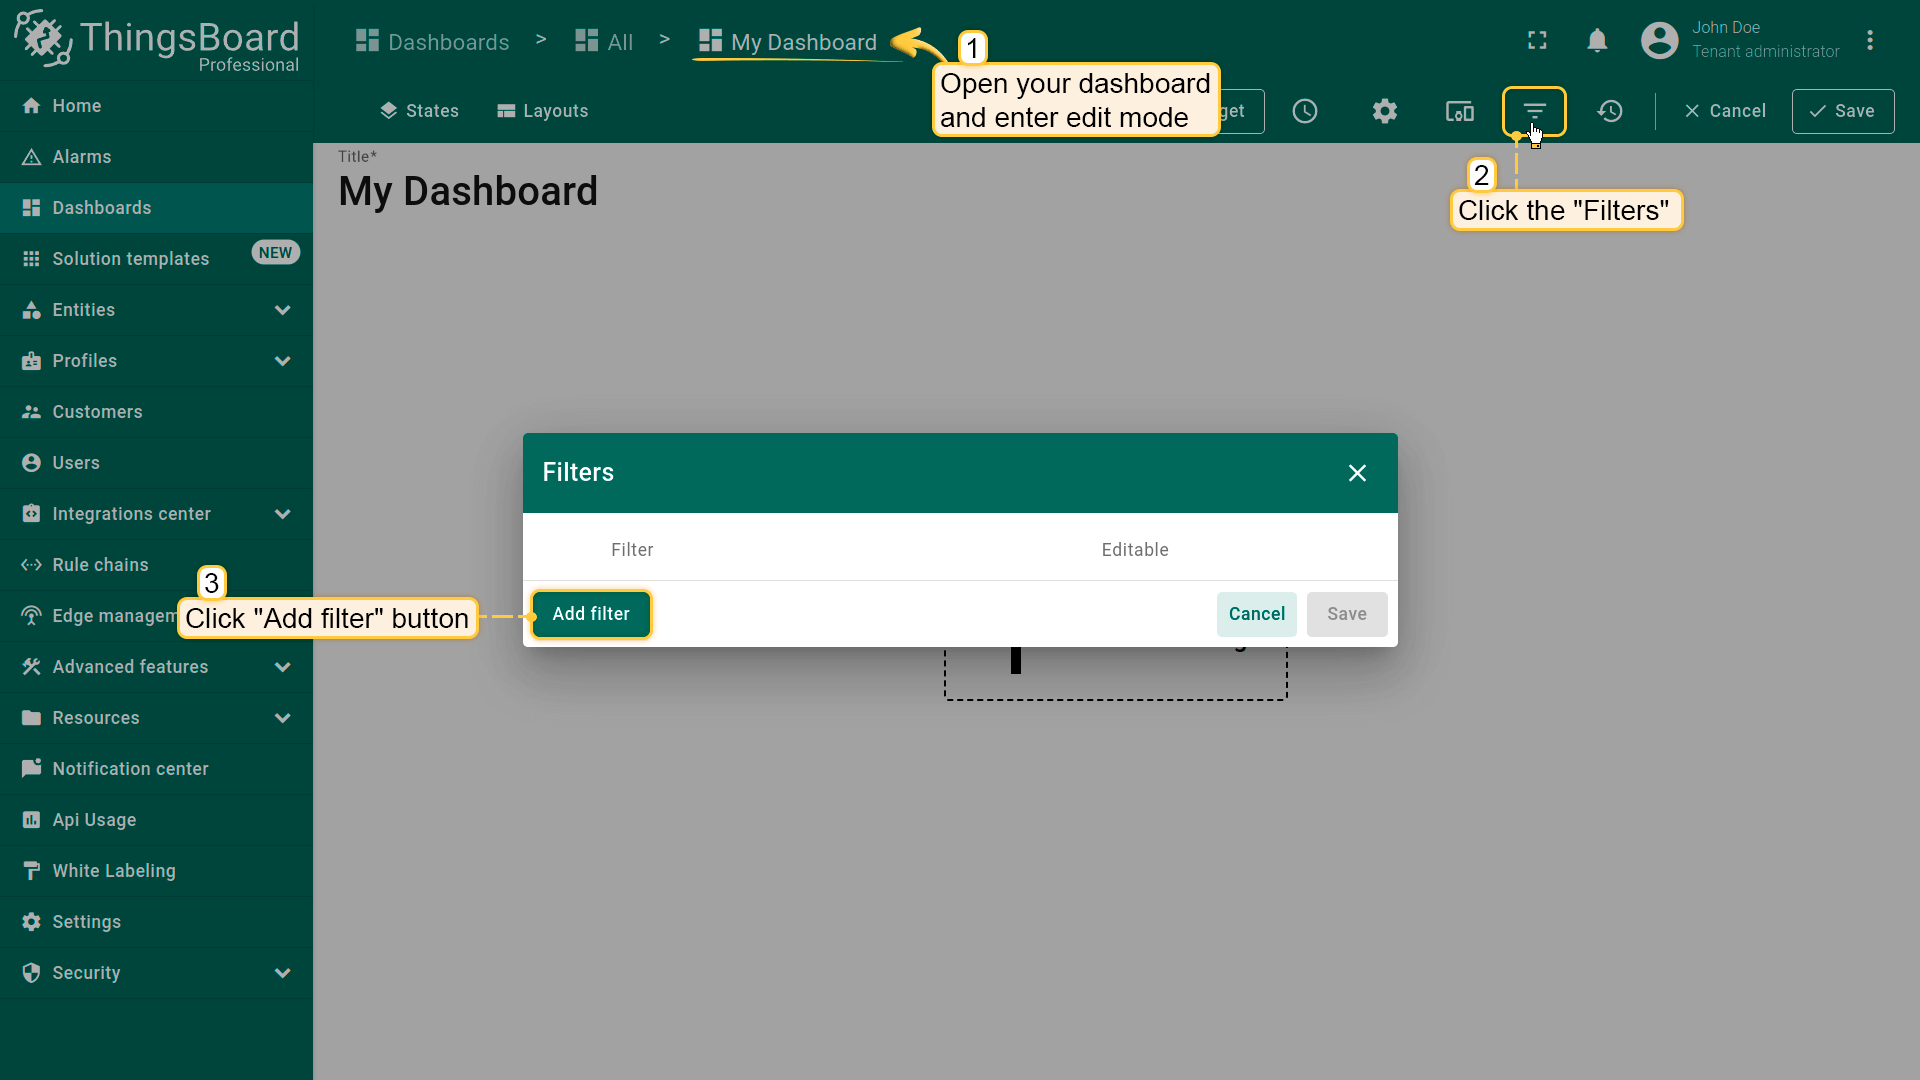 ThingsBoard
Professional
Dashboards > All > My Dashboard
John Doe
Tenant administrator
1
Open your dashboard
and enter edit mode
States
Layouts
Cancel
Save
2
Click the "Filters"
Title*
My Dashboard
Home
Alarms
Dashboards
Solution templates
NEW
Entities
Profiles
Customers
Users
Integrations center
Rule chains
Edge managem
Advanced features
Resources
Notification center
Api Usage
White Labeling
Settings
Security
Filters
Filter
Editable
3
Click "Add filter" button
Add filter
Cancel
Save